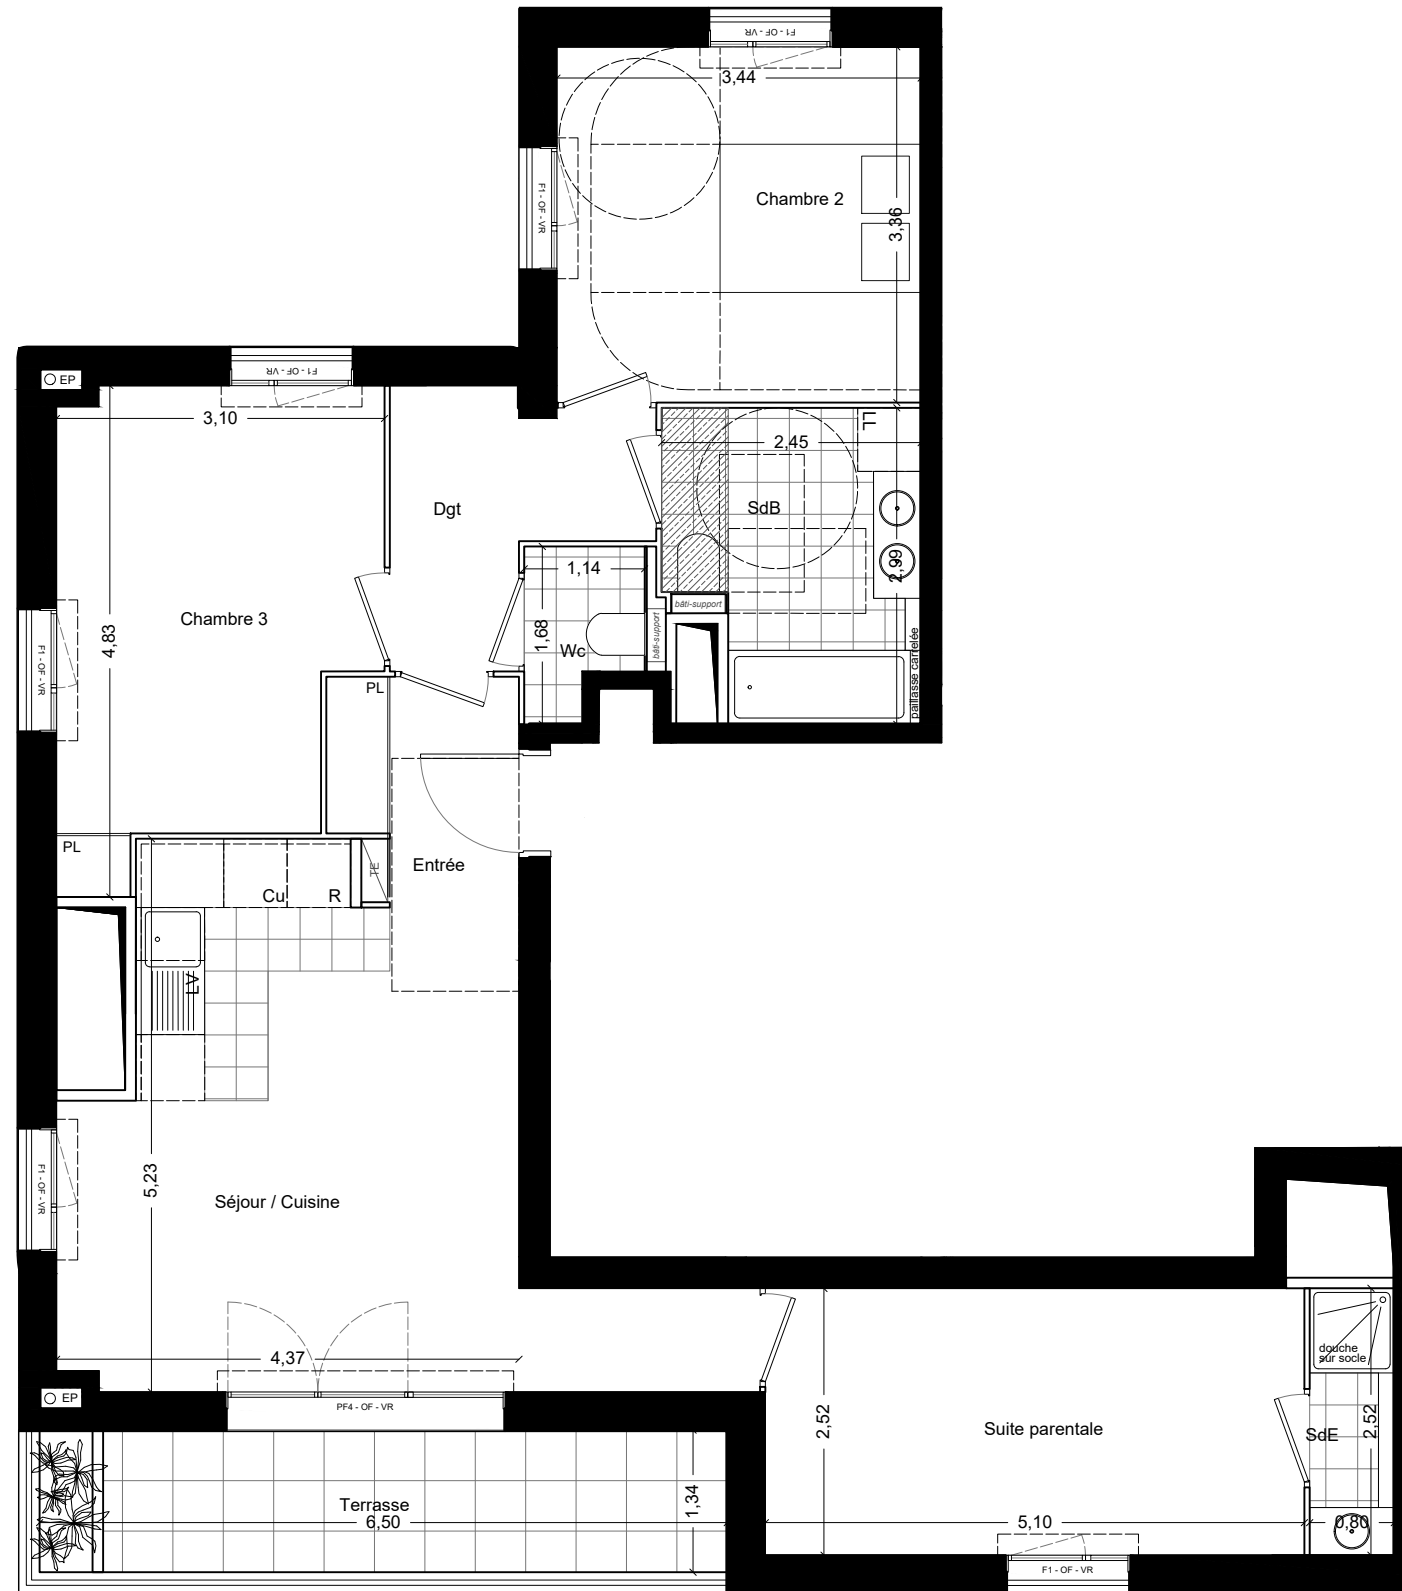 F1 - OF - VR
3,44
F1 - OF - VR
Chambre 2
3,36
F1 - OF - VR
EP
3,10
LL
2,45
Dgt
SdB
1,14
2,99
bâti-support
Chambre 3
4,83
1,68
Wc
bâti-support
F1 - OF - VR
paillasse carrelée
PL
PL
TE
Entrée
Cu
R
LV
F1 - OF - VR
5,23
Séjour / Cuisine
4,37
douche
sur socle
EP
PF4 - OF - VR
2,52
Suite parentale
SdE
2,52
Terrasse
6,50
1,34
5,10
0,80
F1 - OF - VR